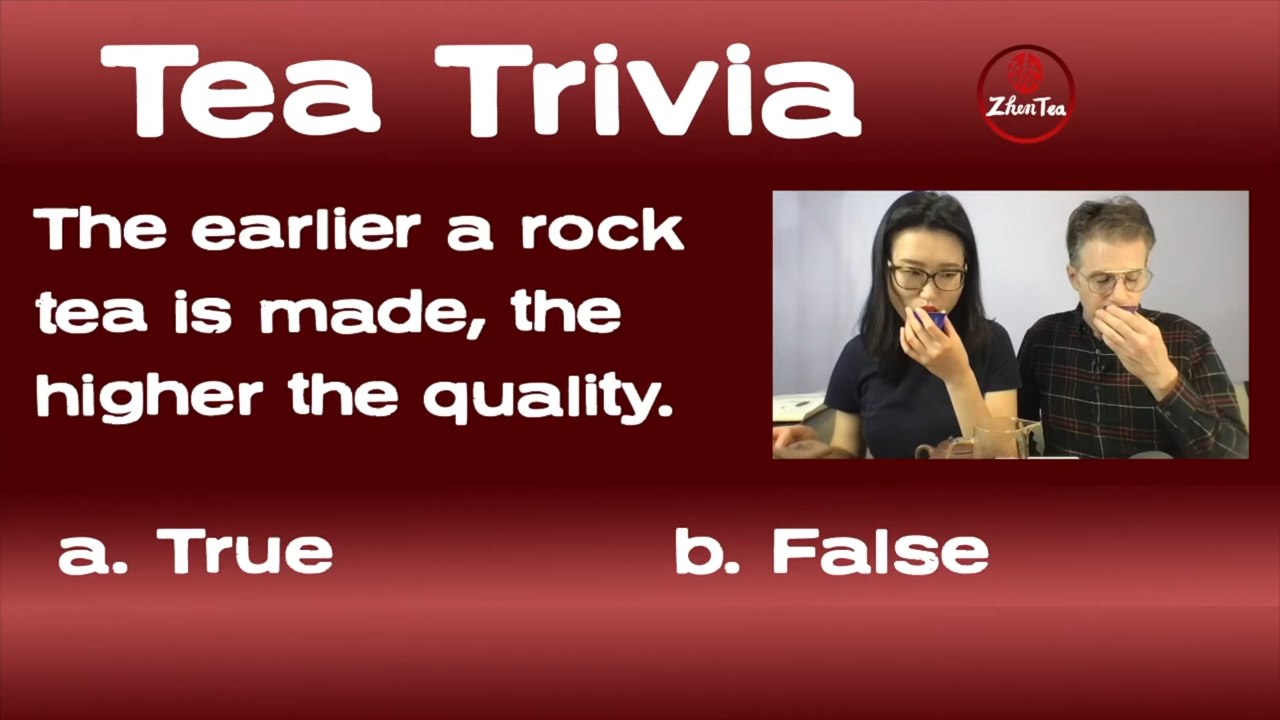 Tea Trivia
ZhenTea
The earlier a rock
tea is made, the
higher the quality.
a. True
b. False